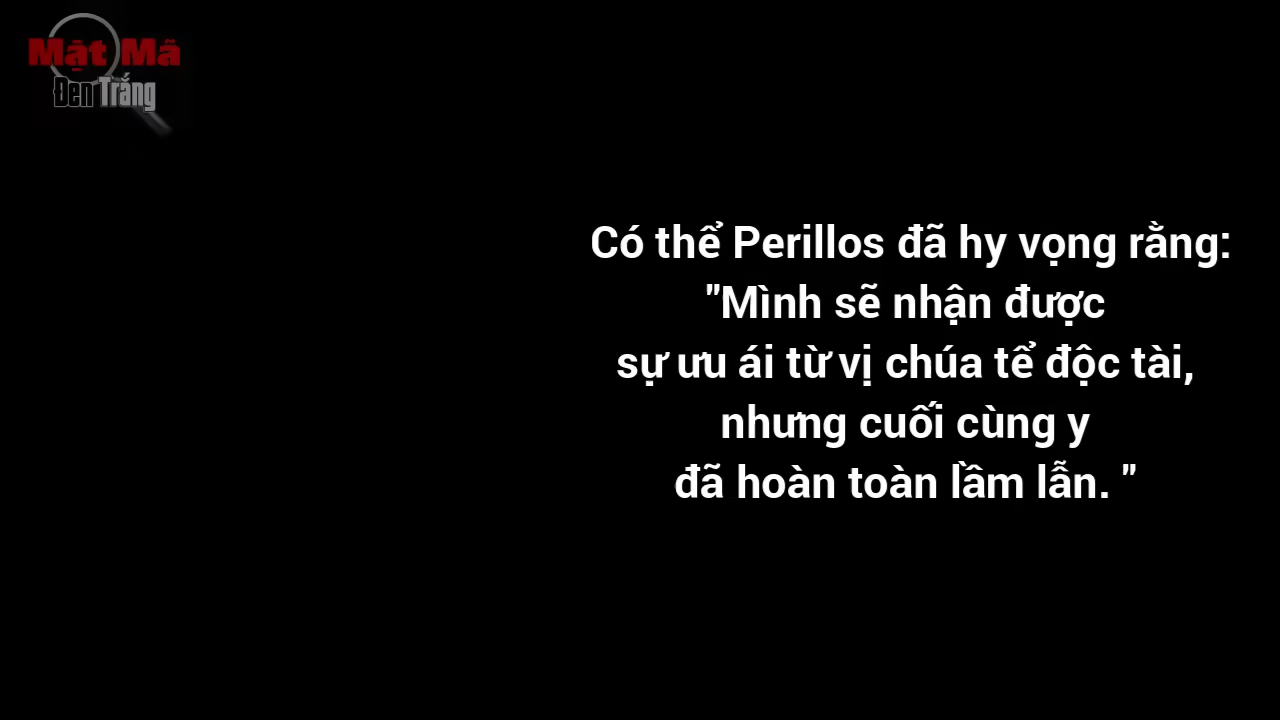 Mật Mã
Đen Trắng
Có thể Perillos đã hy vọng rằng:
"Mình sẽ nhận được
sự ưu ái từ vị chúa tể độc tài,
nhưng cuối cùng y
đã hoàn toàn lầm lẫn. "